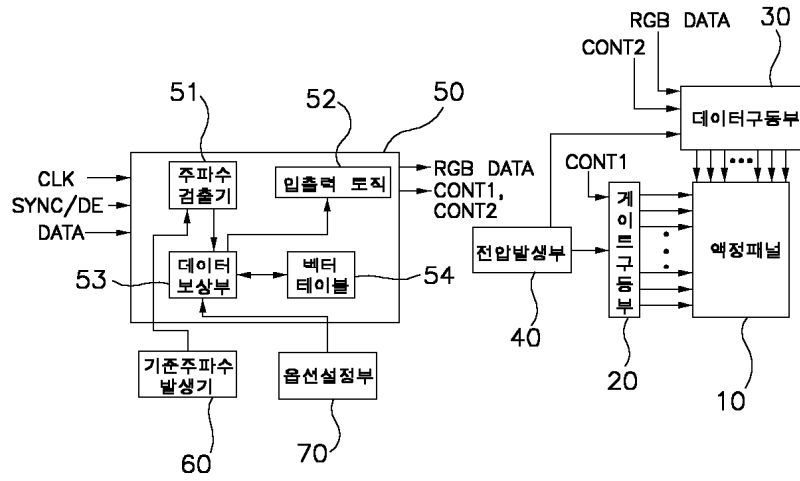 RGB DATA
30
CONT2
51
52
50
데이터구동부
주파수
검출기
입출력 로직
RGB DATA
CONT1,
CONT2
CONT1
CLK
SYNC/DE
DATA
게이트구동부
전압발생부
액정패널
53
데이터
보상부
벡터
테이블
54
40
20
10
기준주파수
발생기
옵션설정부
60
70